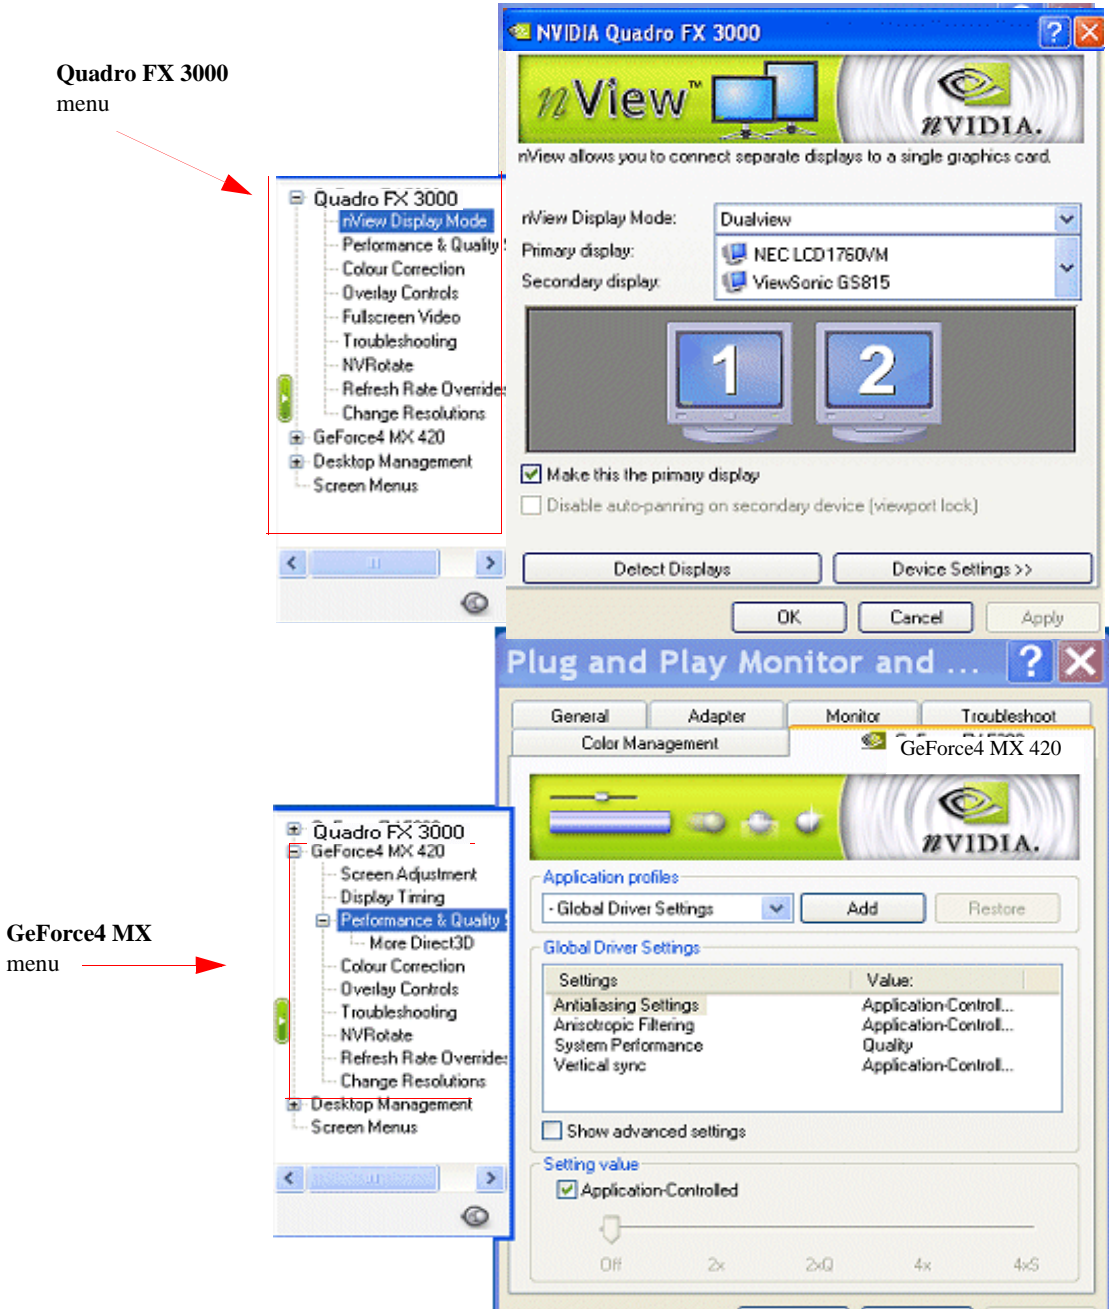 Quadro FX 3000
menu
NVIDIA Quadro FX 3000
nView™
nVIDIA.
nView allows you to connect separate displays to a single graphics card.
nView Display Mode: Dualview
Primary display: NEC LCD1760VM
Secondary display: ViewSonic GS815
1 2
Make this the primary display
Disable auto-panning on secondary device (viewport lock)
Detect Displays Device Settings >>
OK Cancel Apply
Quadro FX 3000
nView Display Mode
Performance & Quality
Colour Correction
Overlay Controls
Fullscreen Video
Troubleshooting
NVRotate
Refresh Rate Overrides
Change Resolutions
GeForce4 MX 420
Desktop Management
Screen Menus
Plug and Play Monitor and ...
General Adapter Monitor Troubleshoot
Color Management GeForce4 MX 420
nVIDIA.
Application profiles
- Global Driver Settings Add Restore
Global Driver Settings
Settings Value:
Antialiasing Settings Application-Controll...
Anisotropic Filtering Application-Control...
System Performance Quality
Vertical sync Application-Controll...
Show advanced settings
Setting value
Application-Controlled
Off 2x 2xQ 4x 4xS
GeForce4 MX
menu
Quadro FX 3000
GeForce4 MX 420
Screen Adjustment
Display Timing
Performance & Quality
More Direct3D
Colour Correction
Overlay Controls
Troubleshooting
NVRotate
Refresh Rate Overrides
Change Resolutions
Desktop Management
Screen Menus